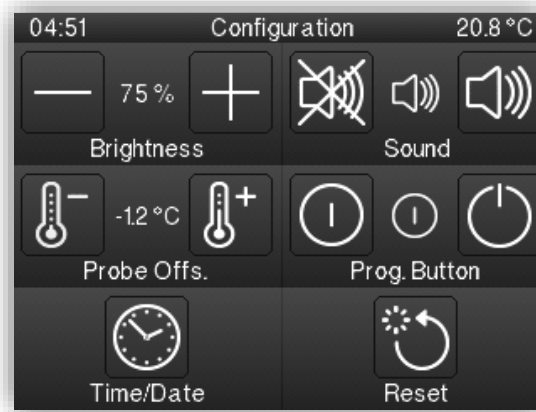 04:51 Configuration 20.8 °C
75 %
Brightness Sound
-1.2 °C
Probe Offs. Prog. Button
Time/Date Reset